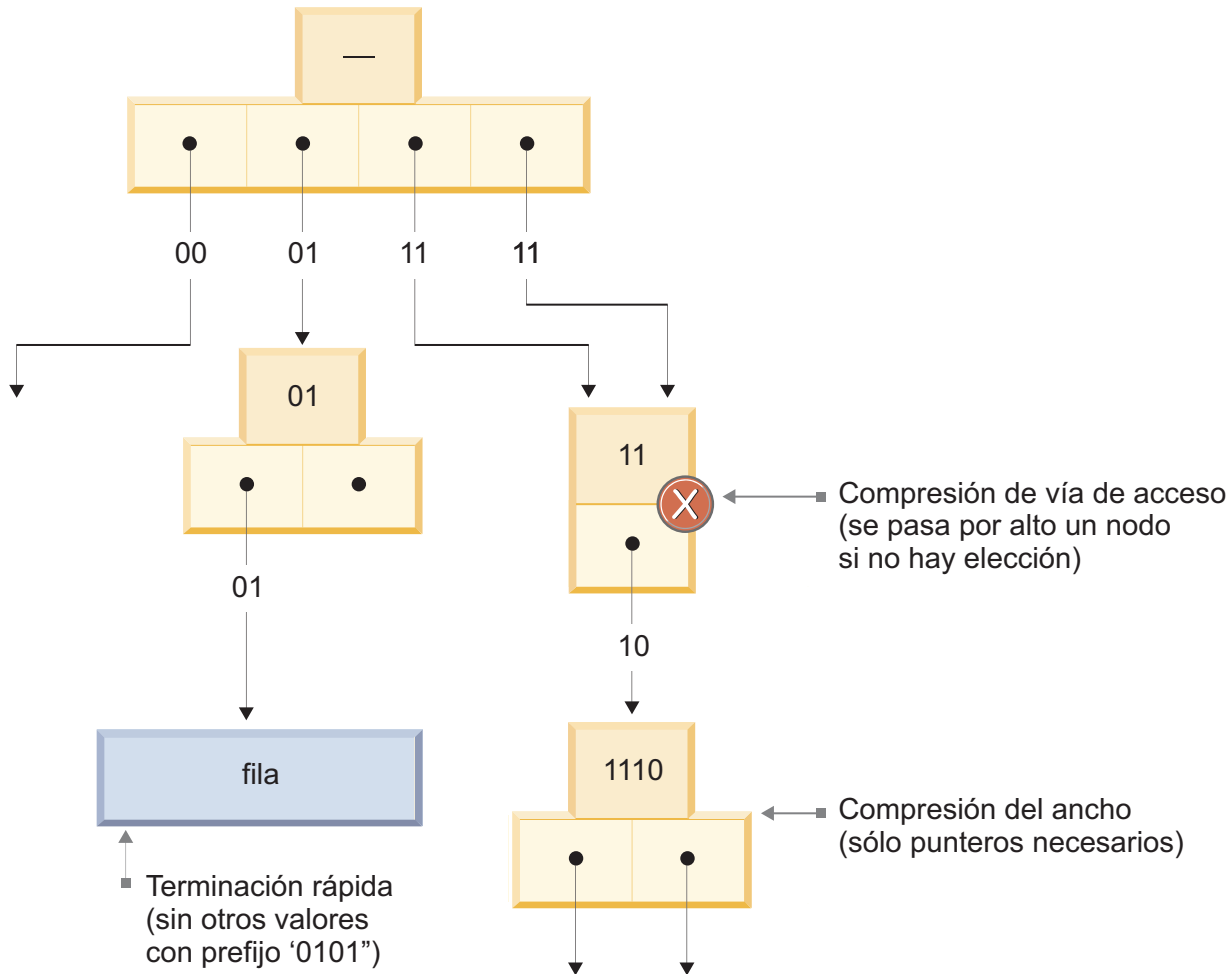 —
00
01
11
11
01
11
Compresión de vía de acceso
(se pasa por alto un nodo
si no hay elección)
01
10
fila
1110
Compresión del ancho
(sólo punteros necesarios)
Terminación rápida
(sin otros valores
con prefijo ‘0101”)